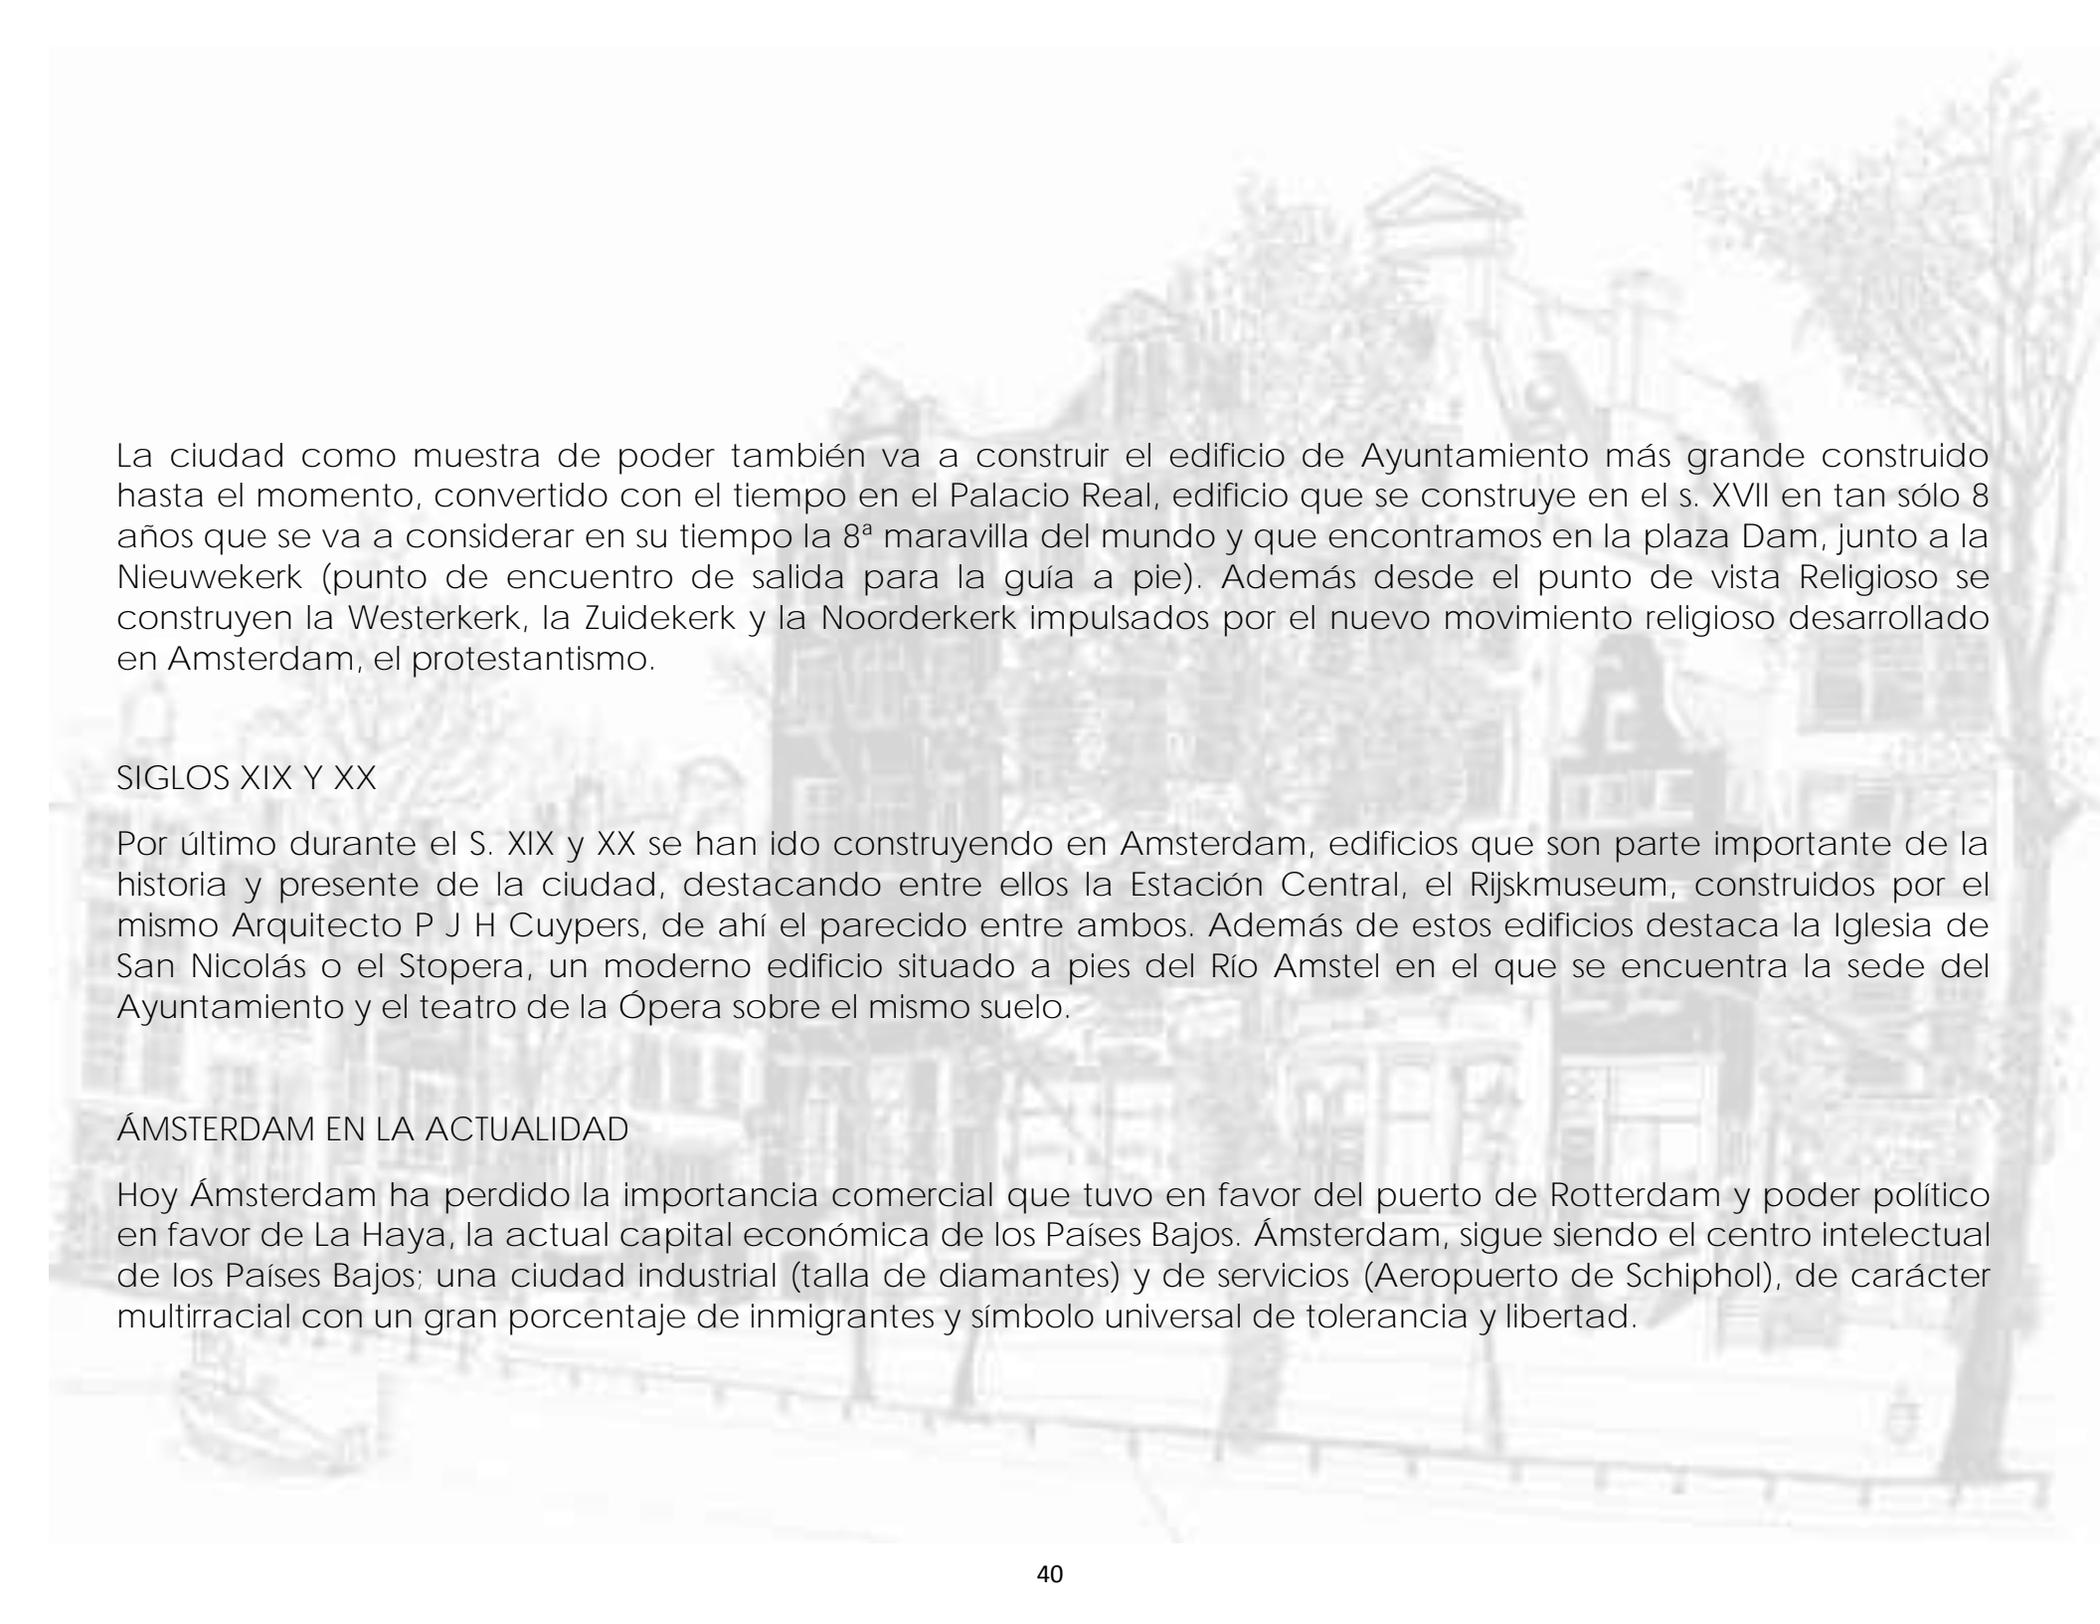 La ciudad como muestra de poder también va a construir el edificio de Ayuntamiento más grande construido
hasta el momento, convertido con el tiempo en el Palacio Real, edificio que se construye en el s. XVII en tan sólo 8
años que se va a considerar en su tiempo la 8ª maravilla del mundo y que encontramos en la plaza Dam, junto a la
Nieuwekerk (punto de encuentro de salida para la guía a pie). Además desde el punto de vista Religioso se
construyen la Westerkerk, la Zuidekerk y la Noorderkerk impulsados por el nuevo movimiento religioso desarrollado
en Amsterdam, el protestantismo.
SIGLOS XIX Y XX
Por último durante el S. XIX y XX se han ido construyendo en Amsterdam, edificios que son parte importante de la
historia y presente de la ciudad, destacando entre ellos la Estación Central, el Rijskmuseum, construidos por el
mismo Arquitecto P J H Cuypers, de ahí el parecido entre ambos. Además de estos edificios destaca la Iglesia de
San Nicolás o el Stopera, un moderno edificio situado a pies del Río Amstel en el que se encuentra la sede del
Ayuntamiento y el teatro de la Ópera sobre el mismo suelo.
ÁMSTERDAM EN LA ACTUALIDAD
Hoy Ámsterdam ha perdido la importancia comercial que tuvo en favor del puerto de Rotterdam y poder político
en favor de La Haya, la actual capital económica de los Países Bajos. Ámsterdam, sigue siendo el centro intelectual
de los Países Bajos; una ciudad industrial (talla de diamantes) y de servicios (Aeropuerto de Schiphol), de carácter
multirracial con un gran porcentaje de inmigrantes y símbolo universal de tolerancia y libertad.
40